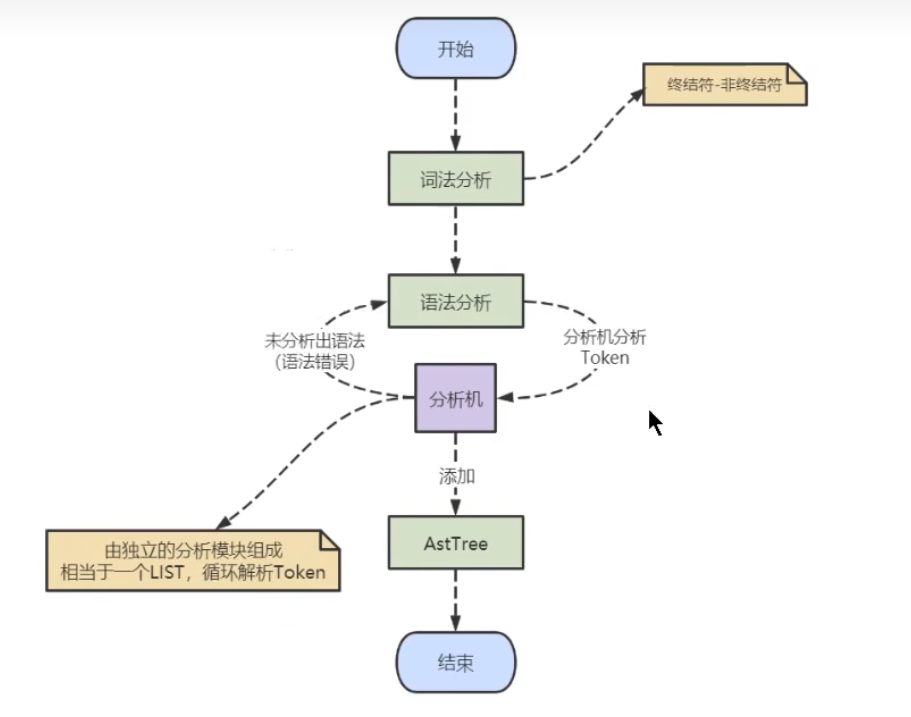 开始
终结符-非终结符
词法分析
语法分析
未分析出语法
(语法错误)
分析机分析
Token
分析机
添加
由独立的分析模块组成
相当于一个LIST，循环解析Token
AstTree
结束